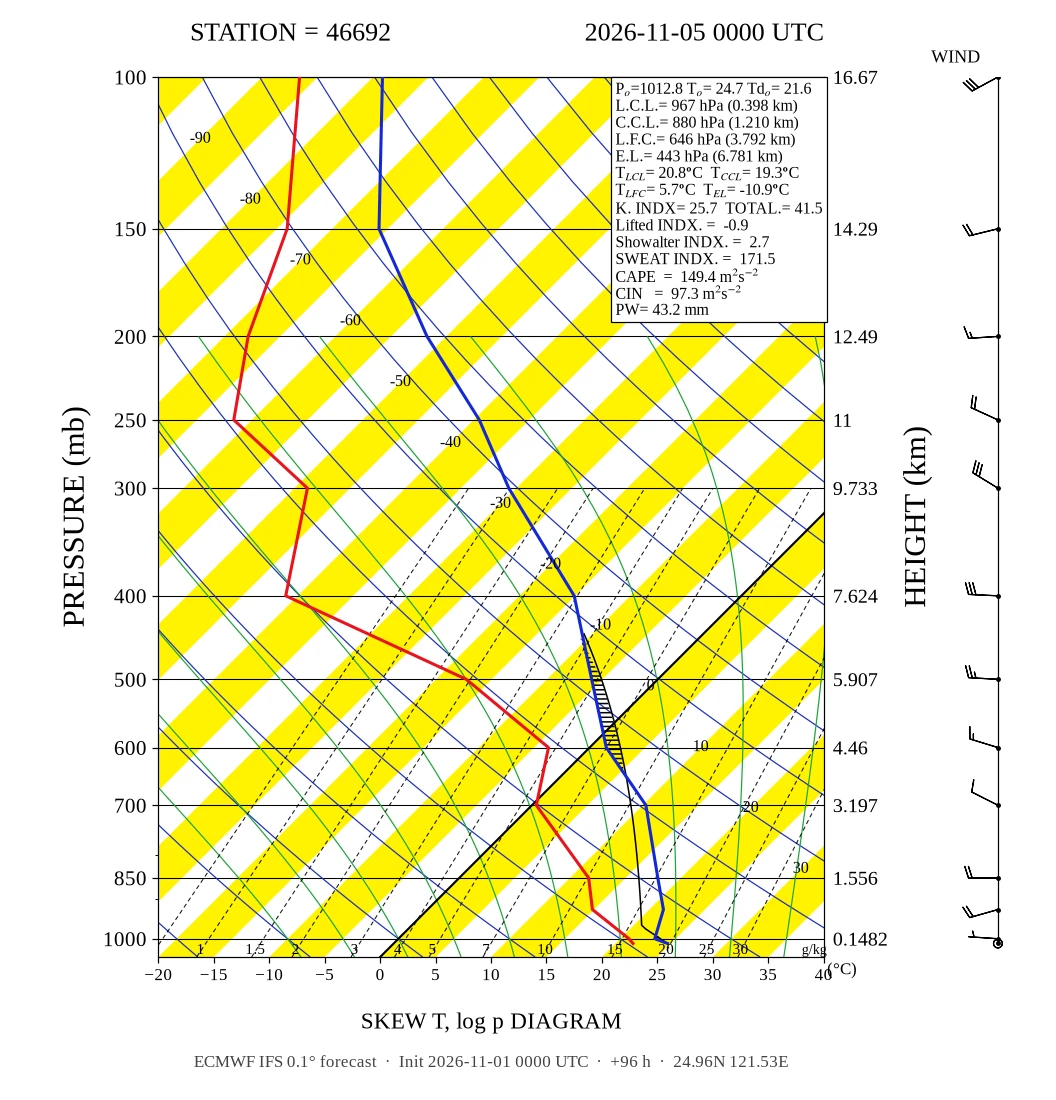 STATION = 46692 2026-11-05 0000 UTC
WIND
Pₒ=1012.8 Tₒ= 24.7 Tdₒ= 21.6
L.C.L.= 967 hPa (0.398 km)
C.C.L.= 880 hPa (1.210 km)
L.F.C.= 646 hPa (3.792 km)
E.L.= 443 hPa (6.781 km)
T_LCL= 20.8°C T_CCL= 19.3°C
T_LFC= 5.7°C T_EL= -10.9°C
K. INDX= 25.7 TOTAL.= 41.5
Lifted INDX. = -0.9
Showalter INDX. = 2.7
SWEAT INDX. = 171.5
CAPE = 149.4 m²s⁻²
CIN = 97.3 m²s⁻²
PW= 43.2 mm
100 16.67
-90
-80
150 14.29
-70
-60
200 12.49
-50
250 11
-40
300 9.733
-30
-20
400 7.624
-10
500 5.907
0
10
600 4.46
700 20 3.197
30
850 1.556
1000 0.1482
1 1.5 2 3 4 5 7 10 15 20 25 30 g/kg
−20 −15 −10 −5 0 5 10 15 20 25 30 35 40 (°C)
PRESSURE (mb)
HEIGHT (km)
SKEW T, log p DIAGRAM
ECMWF IFS 0.1° forecast · Init 2026-11-01 0000 UTC · +96 h · 24.96N 121.53E